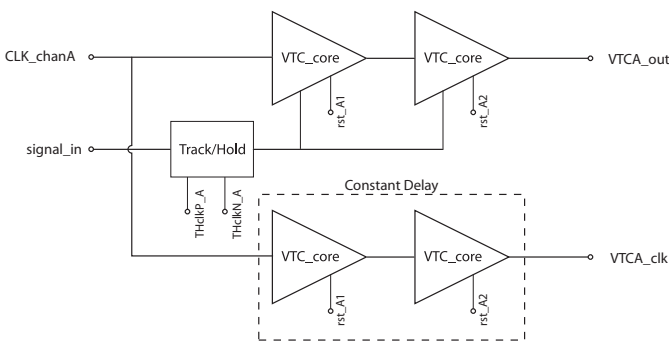 CLK_chanA
VTC_core
VTC_core
VTCA_out
rst_A1
rst_A2
signal_in
Track/Hold
THclkP_A
THclkN_A
Constant Delay
VTC_core
VTC_core
VTCA_clk
rst_A1
rst_A2